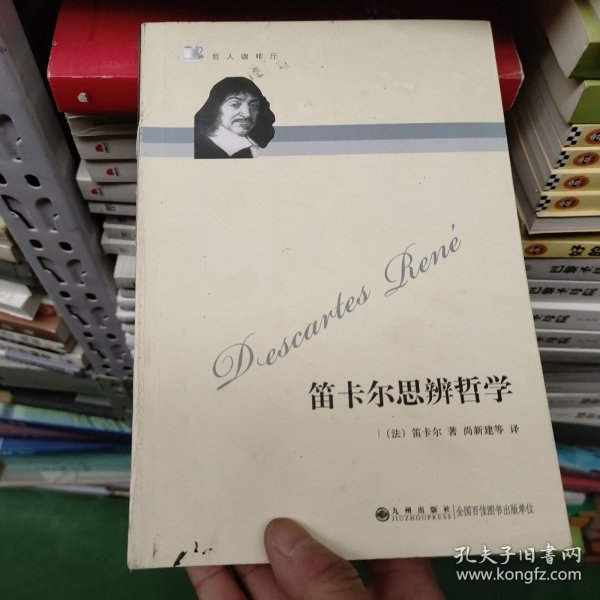 哲人咖啡厅
Descartes René
笛卡尔思辨哲学
（法）笛卡尔 著 尚新建等 译
九州出版社 全国百佳图书出版单位
JIUZHOUPRESS
孔夫子旧书网
www.kongfz.com